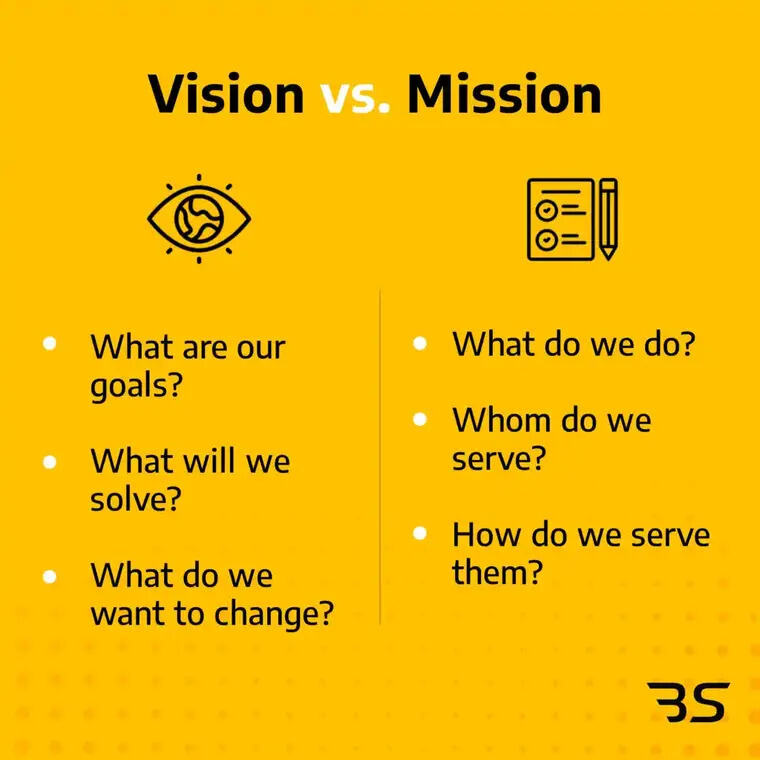 Vision vs. Mission
What are our
goals?
What will we
solve?
What do we
want to change?
What do we do?
Whom do we
serve?
How do we serve
them?
BS